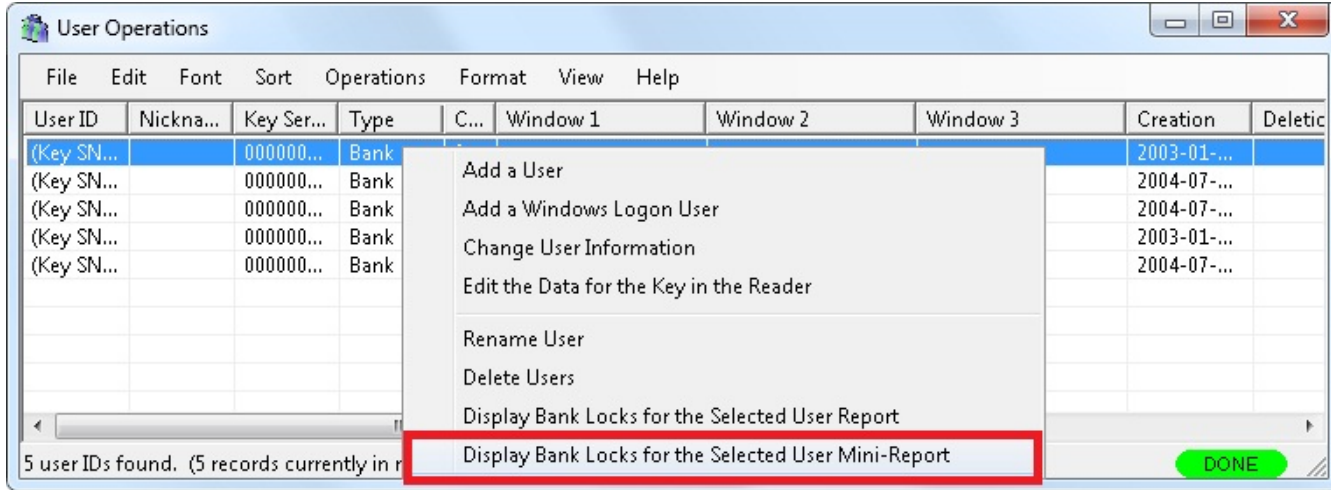 User Operations
File Edit Font Sort Operations Format View Help
User ID Nickna... Key Ser... Type C... Window 1 Window 2 Window 3 Creation Deletic
(Key SN... 000000... Bank 2003-01-...
(Key SN... 000000... Bank 2004-07-...
(Key SN... 000000... Bank 2004-07-...
(Key SN... 000000... Bank 2003-01-...
(Key SN... 000000... Bank 2004-07-...
Add a User
Add a Windows Logon User
Change User Information
Edit the Data for the Key in the Reader
Rename User
Delete Users
Display Bank Locks for the Selected User Report
Display Bank Locks for the Selected User Mini-Report
5 user IDs found. (5 records currently in r
DONE